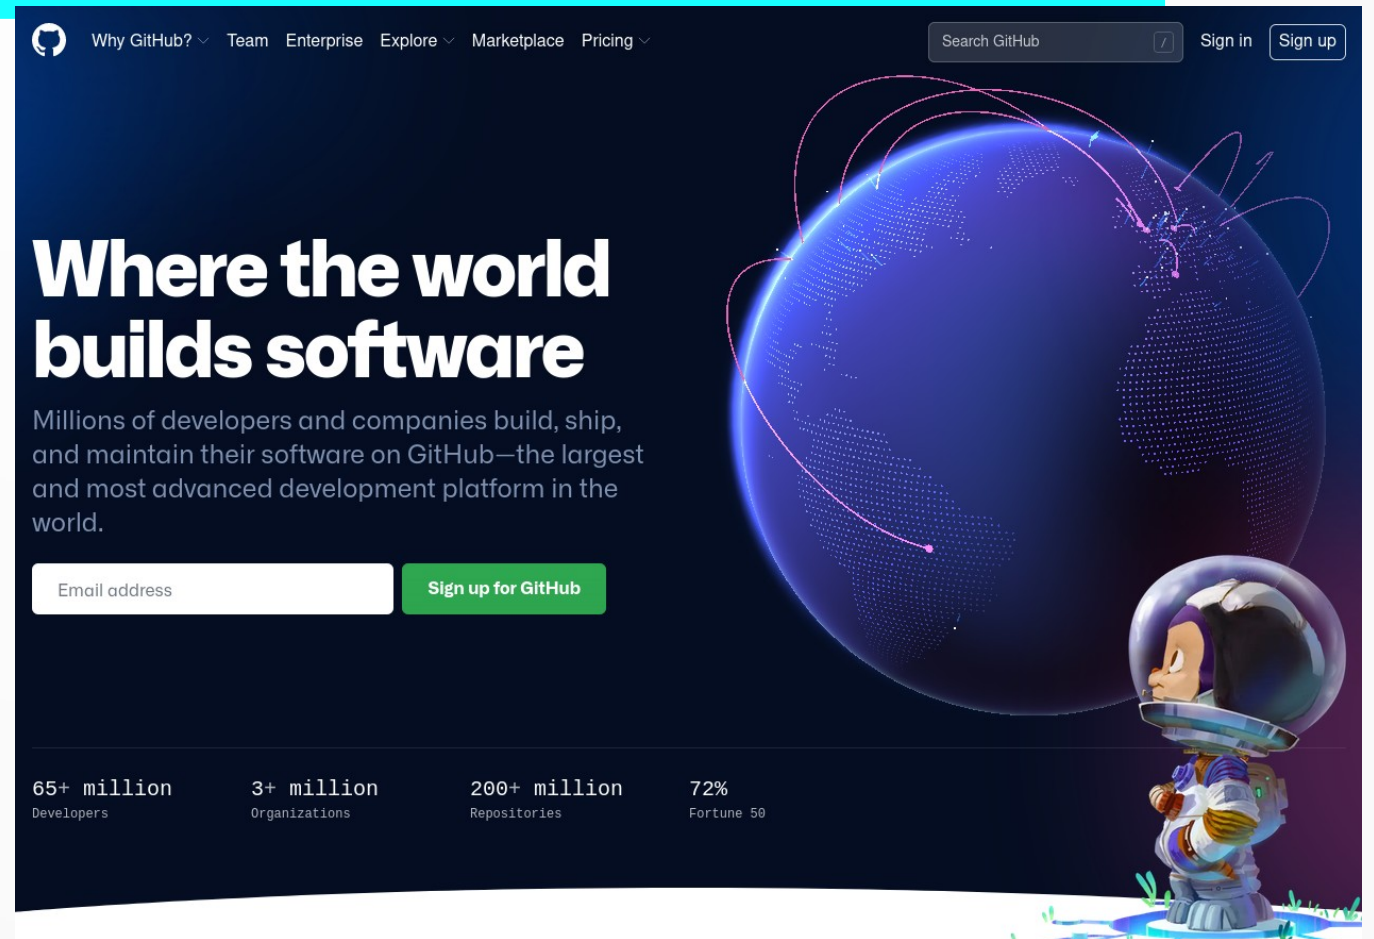 Why GitHub? Team Enterprise Explore Marketplace Pricing Search GitHub / Sign in Sign up
Where the world
builds software
Millions of developers and companies build, ship,
and maintain their software on GitHub—the largest
and most advanced development platform in the
world.
Email address Sign up for GitHub
65+ million 3+ million 200+ million 72%
Developers Organizations Repositories Fortune 50